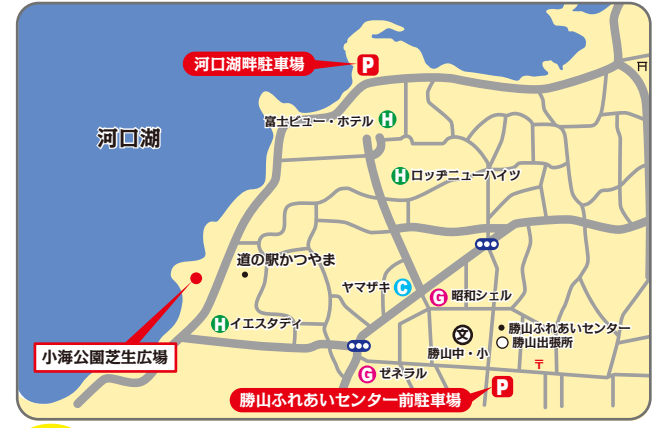 河口湖畔駐車場
P
富士ビュー・ホテル H
河口湖
H ロッヂニューハイツ
道の駅かつやま
ヤマザキ C
G 昭和シェル
H イエスタディ
勝山ふれあいセンター
文
勝山出張所
勝山中・小
小海公園芝生広場
〒
G ゼネラル
P
勝山ふれあいセンター前駐車場